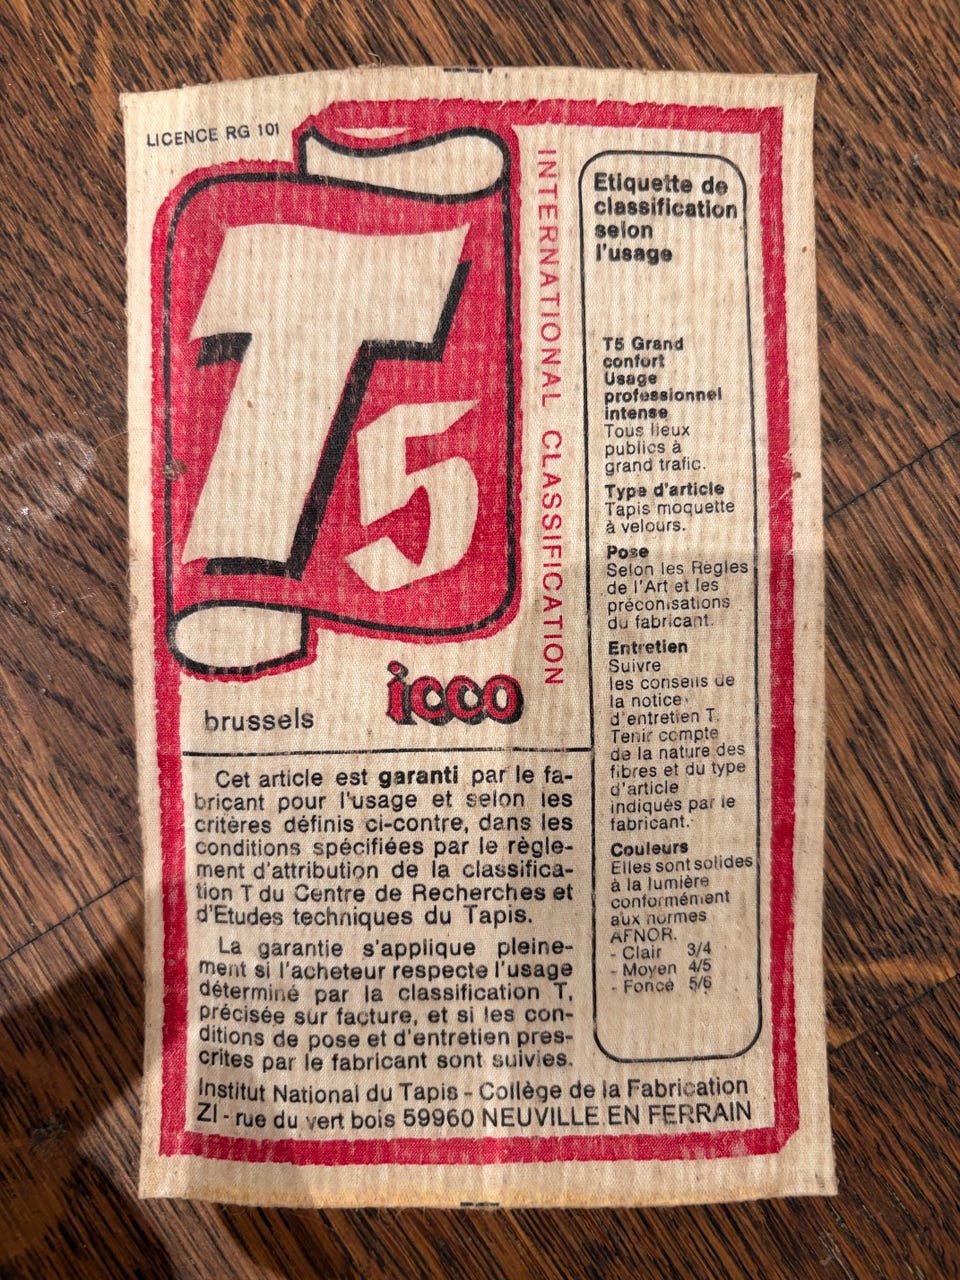 LICENCE RG 101
T5
INTERNATIONAL CLASSIFICATION
brussels
icco
Cet article est garanti par le fa-
bricant pour l'usage et selon les
critères définis ci-contre, dans les
conditions spécifiées par le règle-
ment d'attribution de la classifica-
tion T du Centre de Recherches et
d'Etudes techniques du Tapis.
La garantie s'applique pleine-
ment si l'acheteur respecte l'usage
déterminé par la classification T,
précisée sur facture, et si les con-
ditions de pose et d'entretien pres-
crites par le fabricant sont suivies.
Etiquette de
classification
selon
l'usage
T5 Grand
confort
Usage
professionnel
intense
Tous lieux
publics à
grand trafic.
Type d'article
Tapis moquette
à velours.
Pose
Selon les Règles
de l'Art et les
préconisations
du fabricant.
Entretien
Suivre
les conseils de
la notice
d'entretien T.
Tenir compte
de la nature des
fibres et du type
d'article
indiqués par le
fabricant.
Couleurs
Elles sont solides
à la lumière
conformément
aux normes
AFNOR.
- Clair 3/4
- Moyen 4/5
- Foncé 5/6
Institut National du Tapis - Collège de la Fabrication
ZI - rue du vert bois 59960 NEUVILLE EN FERRAIN